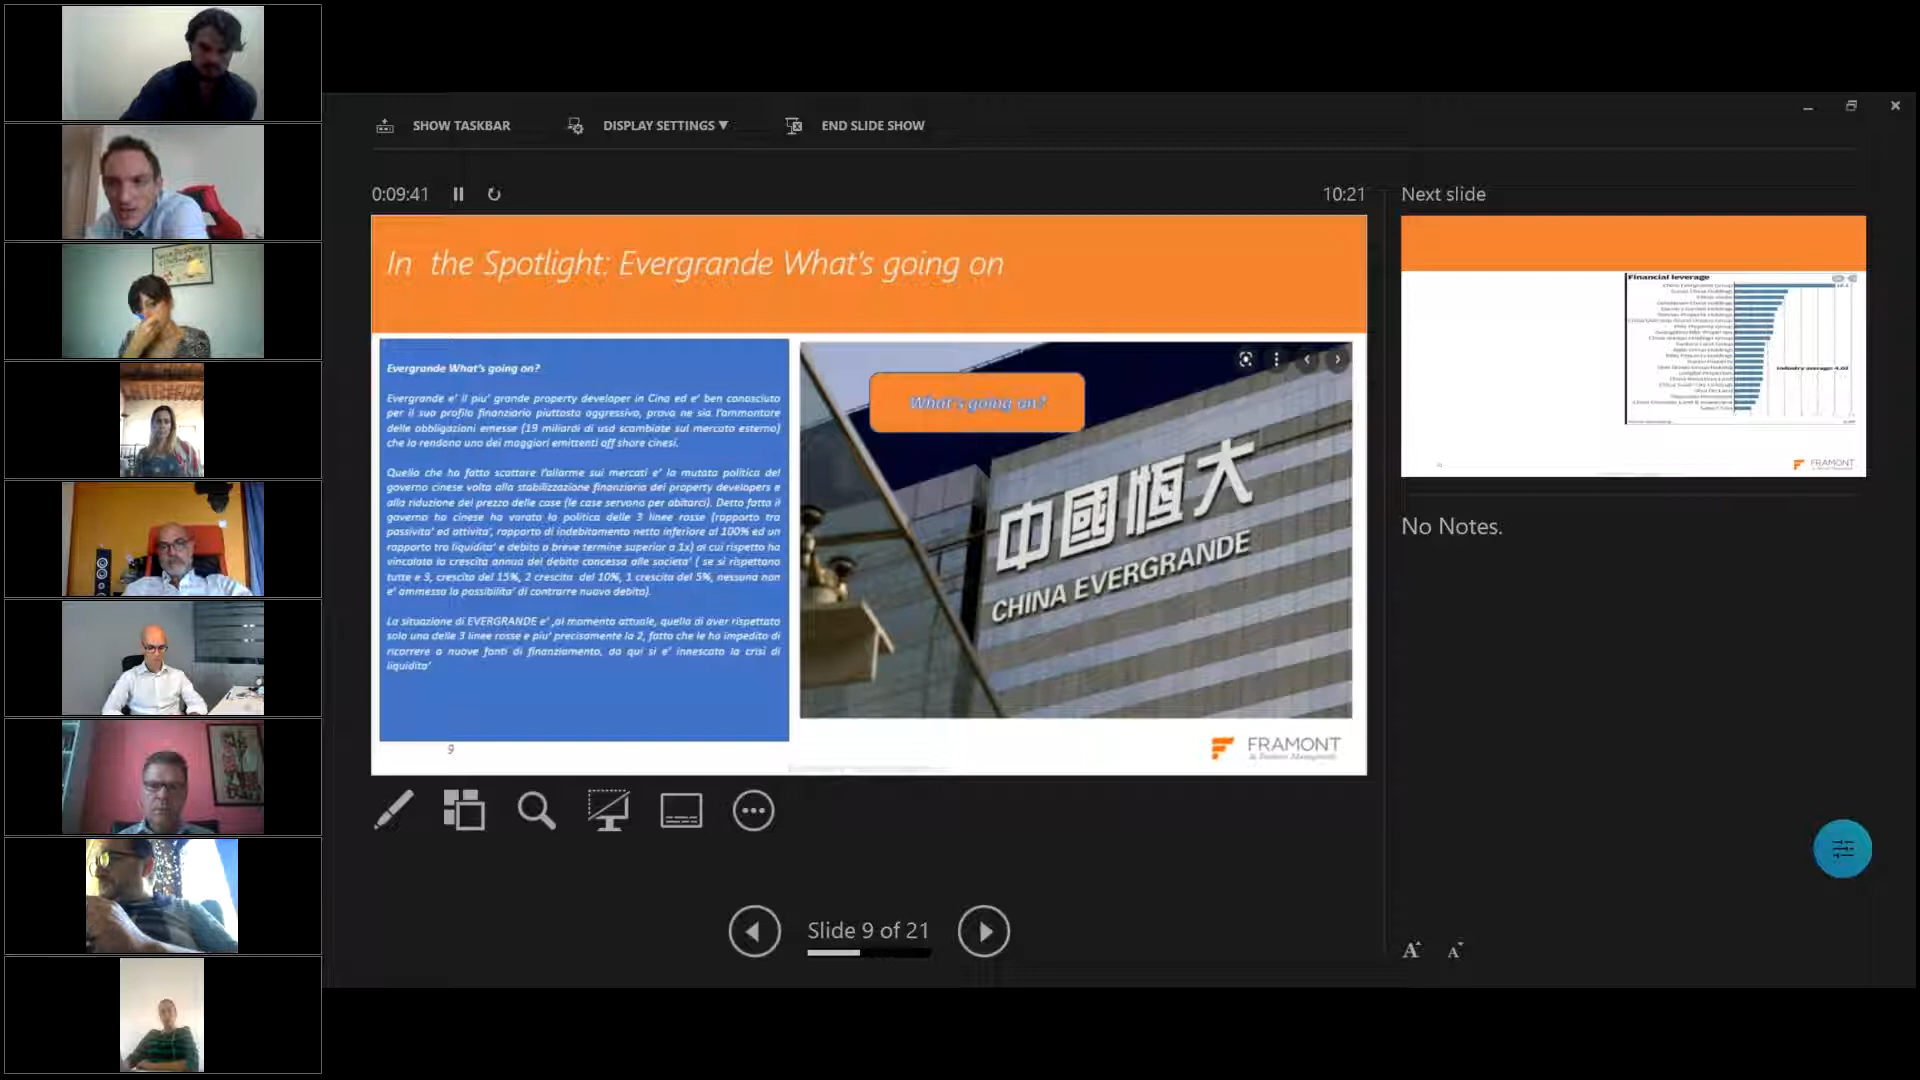 SHOW TASKBAR
DISPLAY SETTINGS ▼
END SLIDE SHOW
0:09:41
10:21
Next slide
In the Spotlight: Evergrande What's going on
Evergrande What's going on?
Evergrande e' il piu' grande property developer in Cina ed e' ben conosciuto
per il suo profilo finanziario piuttosto aggressivo, prova ne sia l'ammontare
delle obbligazioni emesse (19 miliardi di usd scambiate sul mercato estero)
che la rendono uno dei maggiori emittenti off shore cinesi.
Quello che ha fatto scattare l'allarme sui mercati e' la mutata politica del
governo cinese volta alla stabilizzazione finanziaria dei property developers e
alla riduzione del prezzo delle case (le case servono per abitarci). Detto fatto il
governo ha cinese ha varato la politica delle 3 linee rosse (rapporto tra
passivita' ed attivita', rapporto di indebitamento netto inferiore al 100% ed un
rapporto tra liquidita' e debito a breve termine superior a 1x) al cui rispetto ha
vincolato la crescita annua del debito concessa alle societa' ( se si rispettano
tutte e 3, crescita del 15%, 2 crescita del 10%, 1 crescita del 5%, nessuna non
e' ammessa la possibilita' di contrarre nuovo debito).
La situazione di EVERGRANDE e' ,al momento attuale, quella di aver rispettato
solo una delle 3 linee rosse e piu' precisamente la 2, fatto che le ha impedito di
ricorrere a nuove fonti di finanziamento, da qui si e' innescata la crisi di
liquidita'
What's going on?
中國恆大
CHINA EVERGRANDE
9
FRAMONT
& Partners Management
Financial leverage
Industry average 4.02
FRAMONT
No Notes.
Slide 9 of 21